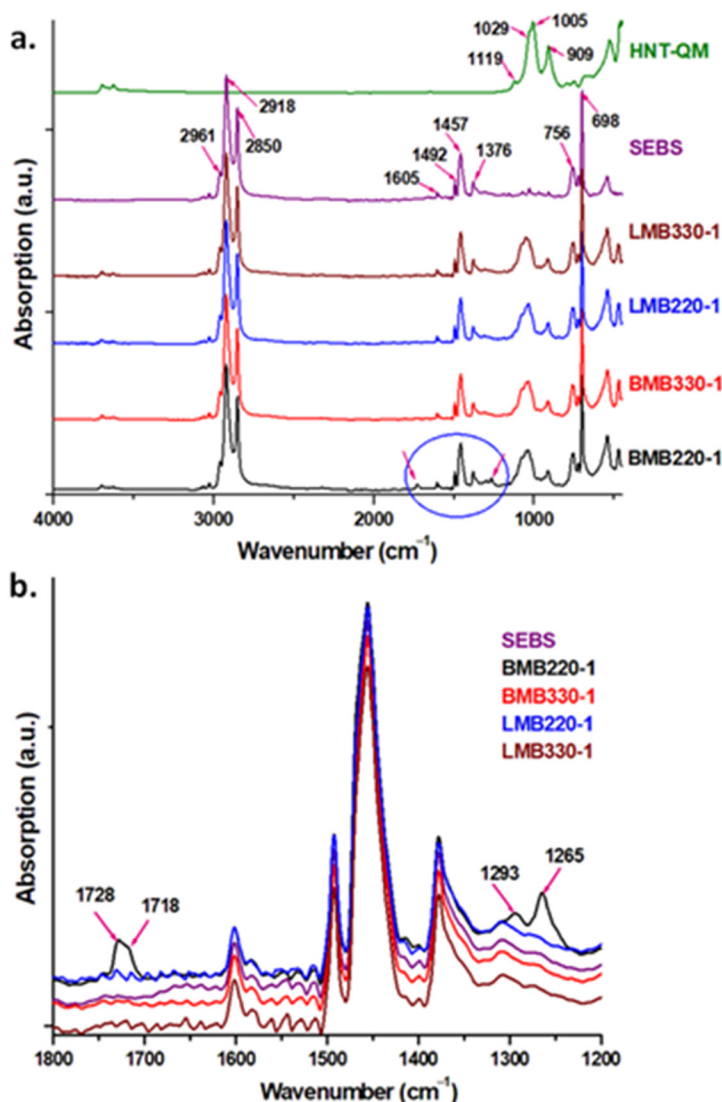 a.
1005
1029
1119
909
HNT-QM
2918
2961
2850
1457
1492
1376
1605
756
698
SEBS
LMB330-1
LMB220-1
BMB330-1
BMB220-1
Absorption (a.u.)
4000
3000
2000
1000
Wavenumber (cm⁻¹)
b.
SEBS
BMB220-1
BMB330-1
LMB220-1
LMB330-1
1728
1718
1293
1265
Absorption (a.u.)
1800
1700
1600
1500
1400
1300
1200
Wavenumber (cm⁻¹)